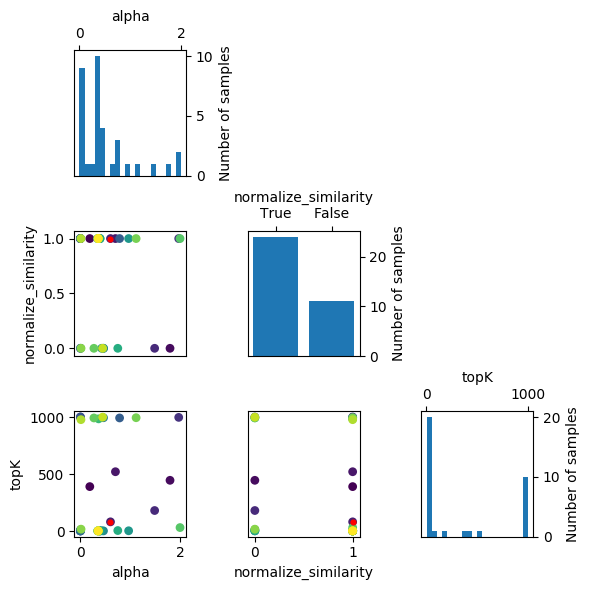 alpha
0 2
10
5
0
Number of samples
normalize_similarity
True False
1.0
0.5
0.0
normalize_similarity
20
10
0
Number of samples
topK
0 1000
1000
500
0
topK
20
10
0
Number of samples
0 2
alpha
0 1
normalize_similarity